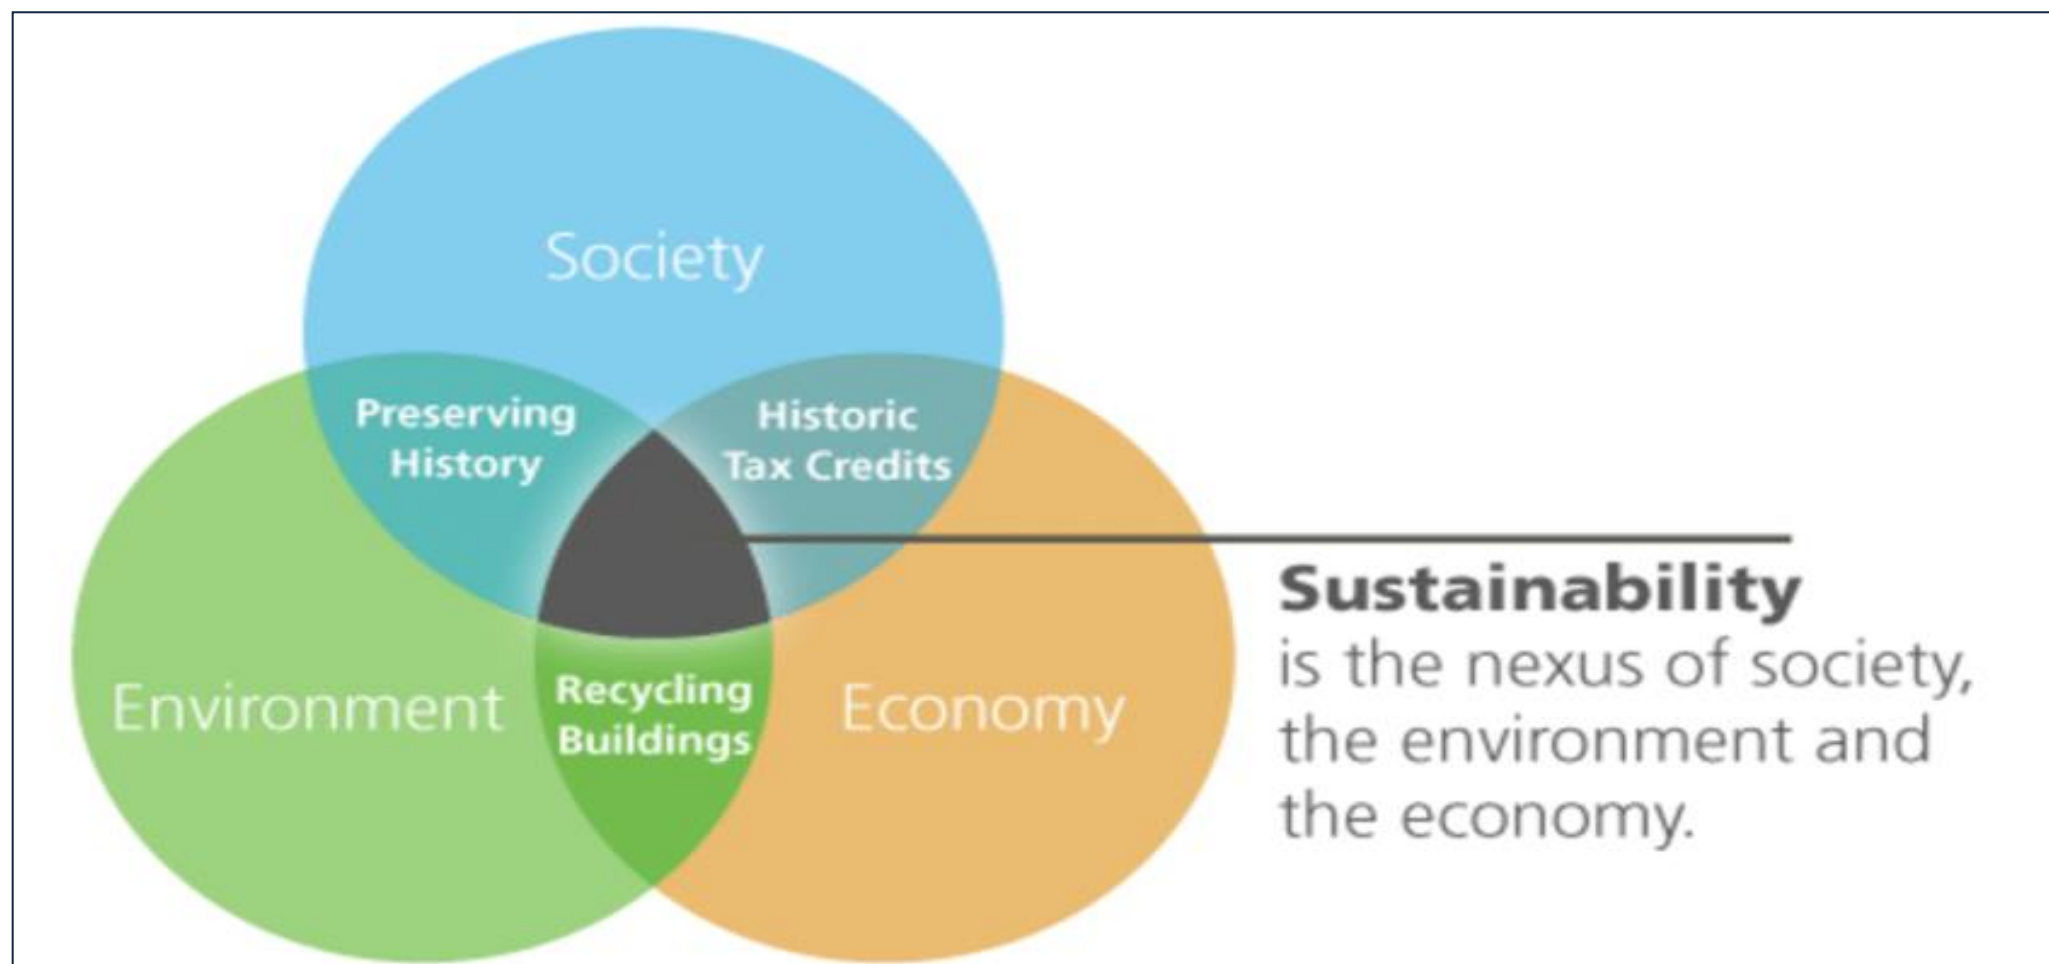 Society
Preserving
History
Historic
Tax Credits
Environment
Recycling
Buildings
Economy
Sustainability
is the nexus of society,
the environment and
the economy.